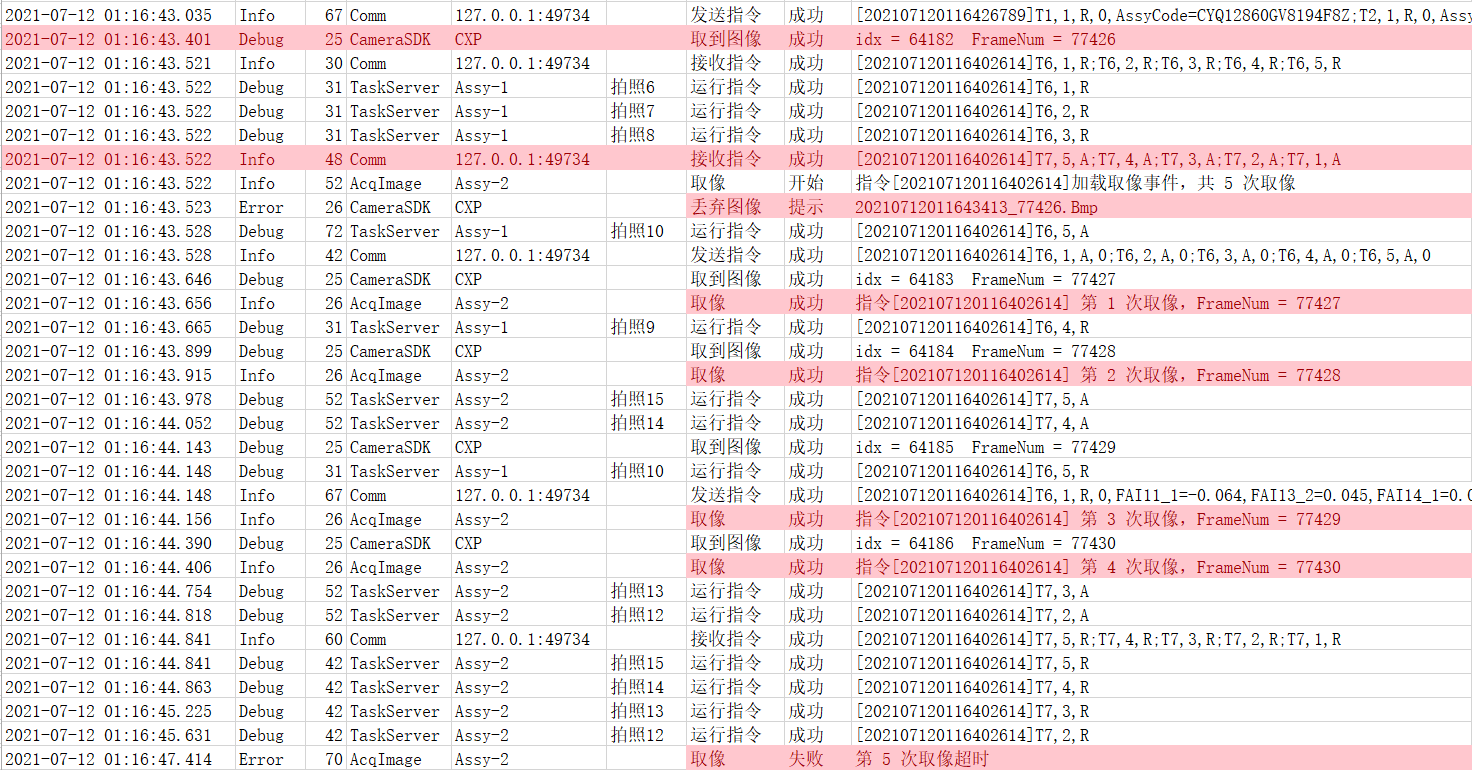 2021-07-12 01:16:43.035 Info 67 Comm 127.0.0.1:49734 发送指令 成功 [202107120116426789]T1,1,R,0,AssyCode=CYQ12860GV8194F8Z;T2,1,R,0,Assy
2021-07-12 01:16:43.401 Debug 25 CameraSDK CXP 取到图像 成功 idx = 64182 FrameNum = 77426
2021-07-12 01:16:43.521 Info 30 Comm 127.0.0.1:49734 接收指令 成功 [202107120116402614]T6,1,R;T6,2,R;T6,3,R;T6,4,R;T6,5,R
2021-07-12 01:16:43.522 Debug 31 TaskServer Assy-1 拍照6 运行指令 成功 [202107120116402614]T6,1,R
2021-07-12 01:16:43.522 Debug 31 TaskServer Assy-1 拍照7 运行指令 成功 [202107120116402614]T6,2,R
2021-07-12 01:16:43.522 Debug 31 TaskServer Assy-1 拍照8 运行指令 成功 [202107120116402614]T6,3,R
2021-07-12 01:16:43.522 Info 48 Comm 127.0.0.1:49734 接收指令 成功 [202107120116402614]T7,5,A;T7,4,A;T7,3,A;T7,2,A;T7,1,A
2021-07-12 01:16:43.522 Info 52 AcqImage Assy-2 取像 开始 指令[202107120116402614]加载取像事件，共 5 次取像
2021-07-12 01:16:43.523 Error 26 CameraSDK CXP 丢弃图像 提示 20210712011643413_77426.Bmp
2021-07-12 01:16:43.528 Debug 72 TaskServer Assy-1 拍照10 运行指令 成功 [202107120116402614]T6,5,A
2021-07-12 01:16:43.528 Info 42 Comm 127.0.0.1:49734 发送指令 成功 [202107120116402614]T6,1,A,0;T6,2,A,0;T6,3,A,0;T6,4,A,0;T6,5,A,0
2021-07-12 01:16:43.646 Debug 25 CameraSDK CXP 取到图像 成功 idx = 64183 FrameNum = 77427
2021-07-12 01:16:43.656 Info 26 AcqImage Assy-2 取像 成功 指令[202107120116402614] 第 1 次取像，FrameNum = 77427
2021-07-12 01:16:43.665 Debug 31 TaskServer Assy-1 拍照9 运行指令 成功 [202107120116402614]T6,4,R
2021-07-12 01:16:43.899 Debug 25 CameraSDK CXP 取到图像 成功 idx = 64184 FrameNum = 77428
2021-07-12 01:16:43.915 Info 26 AcqImage Assy-2 取像 成功 指令[202107120116402614] 第 2 次取像，FrameNum = 77428
2021-07-12 01:16:43.978 Debug 52 TaskServer Assy-2 拍照15 运行指令 成功 [202107120116402614]T7,5,A
2021-07-12 01:16:44.052 Debug 52 TaskServer Assy-2 拍照14 运行指令 成功 [202107120116402614]T7,4,A
2021-07-12 01:16:44.143 Debug 25 CameraSDK CXP 取到图像 成功 idx = 64185 FrameNum = 77429
2021-07-12 01:16:44.148 Debug 31 TaskServer Assy-1 拍照10 运行指令 成功 [202107120116402614]T6,5,R
2021-07-12 01:16:44.148 Info 67 Comm 127.0.0.1:49734 发送指令 成功 [202107120116402614]T6,1,R,0,FAI11_1=-0.064,FAI13_2=0.045,FAI14_1=0.0
2021-07-12 01:16:44.156 Info 26 AcqImage Assy-2 取像 成功 指令[202107120116402614] 第 3 次取像，FrameNum = 77429
2021-07-12 01:16:44.390 Debug 25 CameraSDK CXP 取到图像 成功 idx = 64186 FrameNum = 77430
2021-07-12 01:16:44.406 Info 26 AcqImage Assy-2 取像 成功 指令[202107120116402614] 第 4 次取像，FrameNum = 77430
2021-07-12 01:16:44.754 Debug 52 TaskServer Assy-2 拍照13 运行指令 成功 [202107120116402614]T7,3,A
2021-07-12 01:16:44.818 Debug 52 TaskServer Assy-2 拍照12 运行指令 成功 [202107120116402614]T7,2,A
2021-07-12 01:16:44.841 Info 60 Comm 127.0.0.1:49734 接收指令 成功 [202107120116402614]T7,5,R;T7,4,R;T7,3,R;T7,2,R;T7,1,R
2021-07-12 01:16:44.841 Debug 42 TaskServer Assy-2 拍照15 运行指令 成功 [202107120116402614]T7,5,R
2021-07-12 01:16:44.863 Debug 42 TaskServer Assy-2 拍照14 运行指令 成功 [202107120116402614]T7,4,R
2021-07-12 01:16:45.225 Debug 42 TaskServer Assy-2 拍照13 运行指令 成功 [202107120116402614]T7,3,R
2021-07-12 01:16:45.631 Debug 42 TaskServer Assy-2 拍照12 运行指令 成功 [202107120116402614]T7,2,R
2021-07-12 01:16:47.414 Error 70 AcqImage Assy-2 取像 失败 第 5 次取像超时